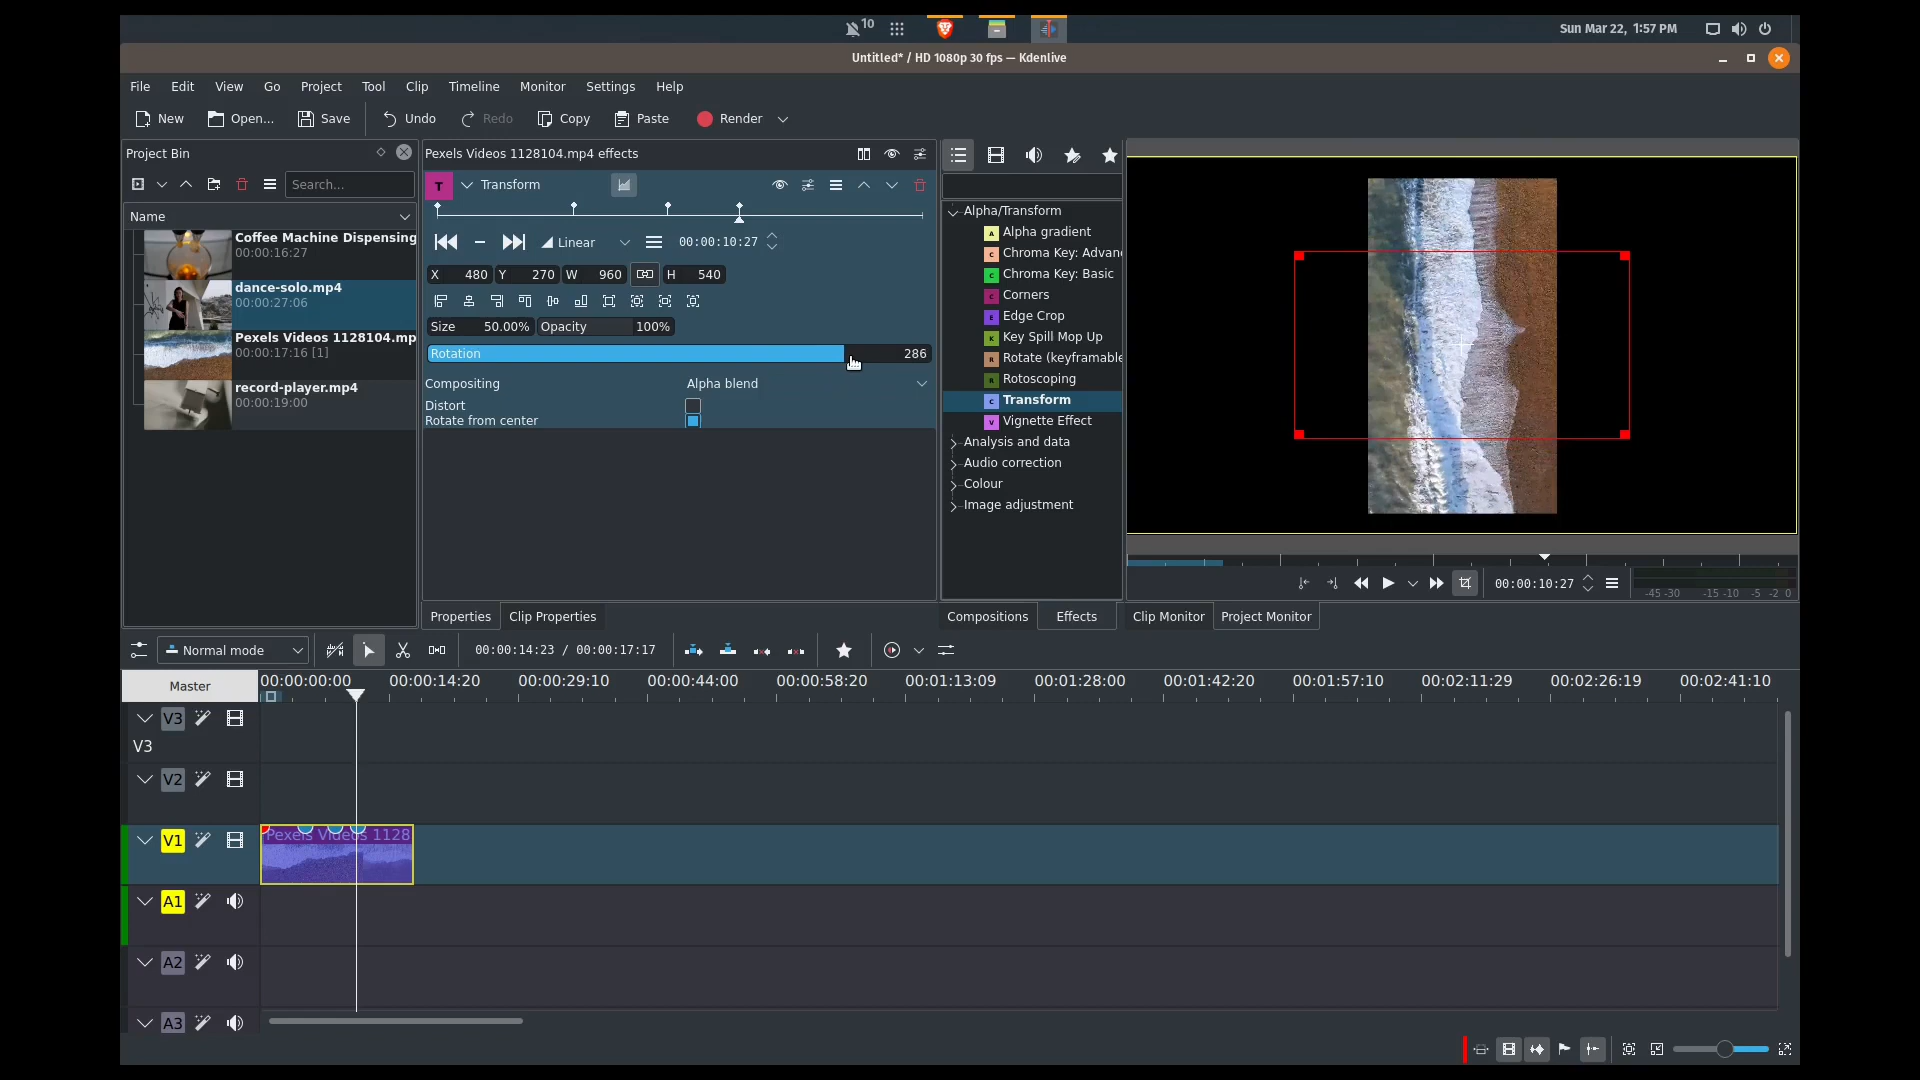 10
Sun Mar 22, 1:57 PM
Untitled* / HD 1080p 30 fps — Kdenlive
File Edit View Go Project Tool Clip Timeline Monitor Settings Help
New Open... Save Undo Redo Copy Paste Render
Project Bin
Search...
Name
Coffee Machine Dispensing
00:00:16:27
dance-solo.mp4
00:00:27:06
Pexels Videos 1128104.mp
00:00:17:16 [1]
record-player.mp4
00:00:19:00
Pexels Videos 1128104.mp4 effects
T Transform
Linear 00:00:10:27
X 480 Y 270 W 960 H 540
Size 50.00% Opacity 100%
Rotation 286
Compositing Alpha blend
Distort
Rotate from center
Properties Clip Properties
Alpha/Transform
A Alpha gradient
C Chroma Key: Advan
C Chroma Key: Basic
C Corners
E Edge Crop
K Key Spill Mop Up
R Rotate (keyframable
R Rotoscoping
C Transform
V Vignette Effect
Analysis and data
Audio correction
Colour
Image adjustment
Compositions Effects
00:00:10:27
-45 -30 -15 -10 -5 -2 0
Clip Monitor Project Monitor
Normal mode 00:00:14:23 / 00:00:17:17
Master
00:00:00:00 00:00:14:20 00:00:29:10 00:00:44:00 00:00:58:20 00:01:13:09 00:01:28:00 00:01:42:20 00:01:57:10 00:02:11:29 00:02:26:19 00:02:41:10
V3
V3
V2
V1
Pexels Videos 1128
A1
A2
A3